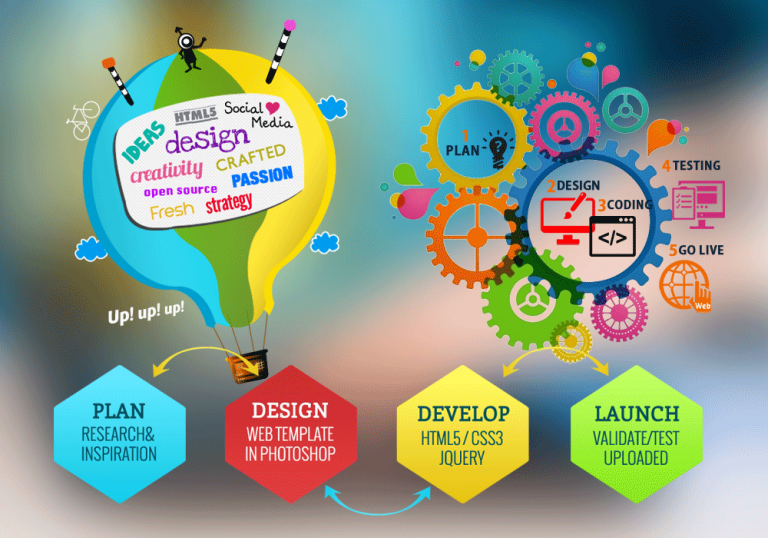 HTML5
Social
Media
IDEAS
design
creativity
CRAFTED
open source
PASSION
Fresh
strategy
Up! up! up!
1
PLAN
2 DESIGN
3 CODING
</>
4 TESTING
5 GO LIVE
Web
PLAN
RESEARCH&
INSPIRATION
DESIGN
WEB TEMPLATE
IN PHOTOSHOP
DEVELOP
HTML5 / CSS3
JQUERY
LAUNCH
VALIDATE/TEST
UPLOADED